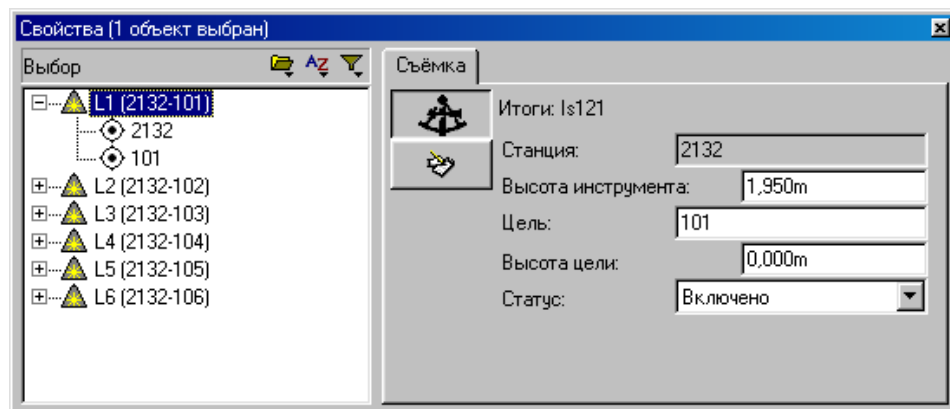 Свойства (1 объект выбран)
Выбор
Съёмка
L1 (2132-101)
2132
101
L2 (2132-102)
L3 (2132-103)
L4 (2132-104)
L5 (2132-105)
L6 (2132-106)
Итоги: ls121
Станция: 2132
Высота инструмента: 1,950m
Цель: 101
Высота цели: 0,000m
Статус: Включено